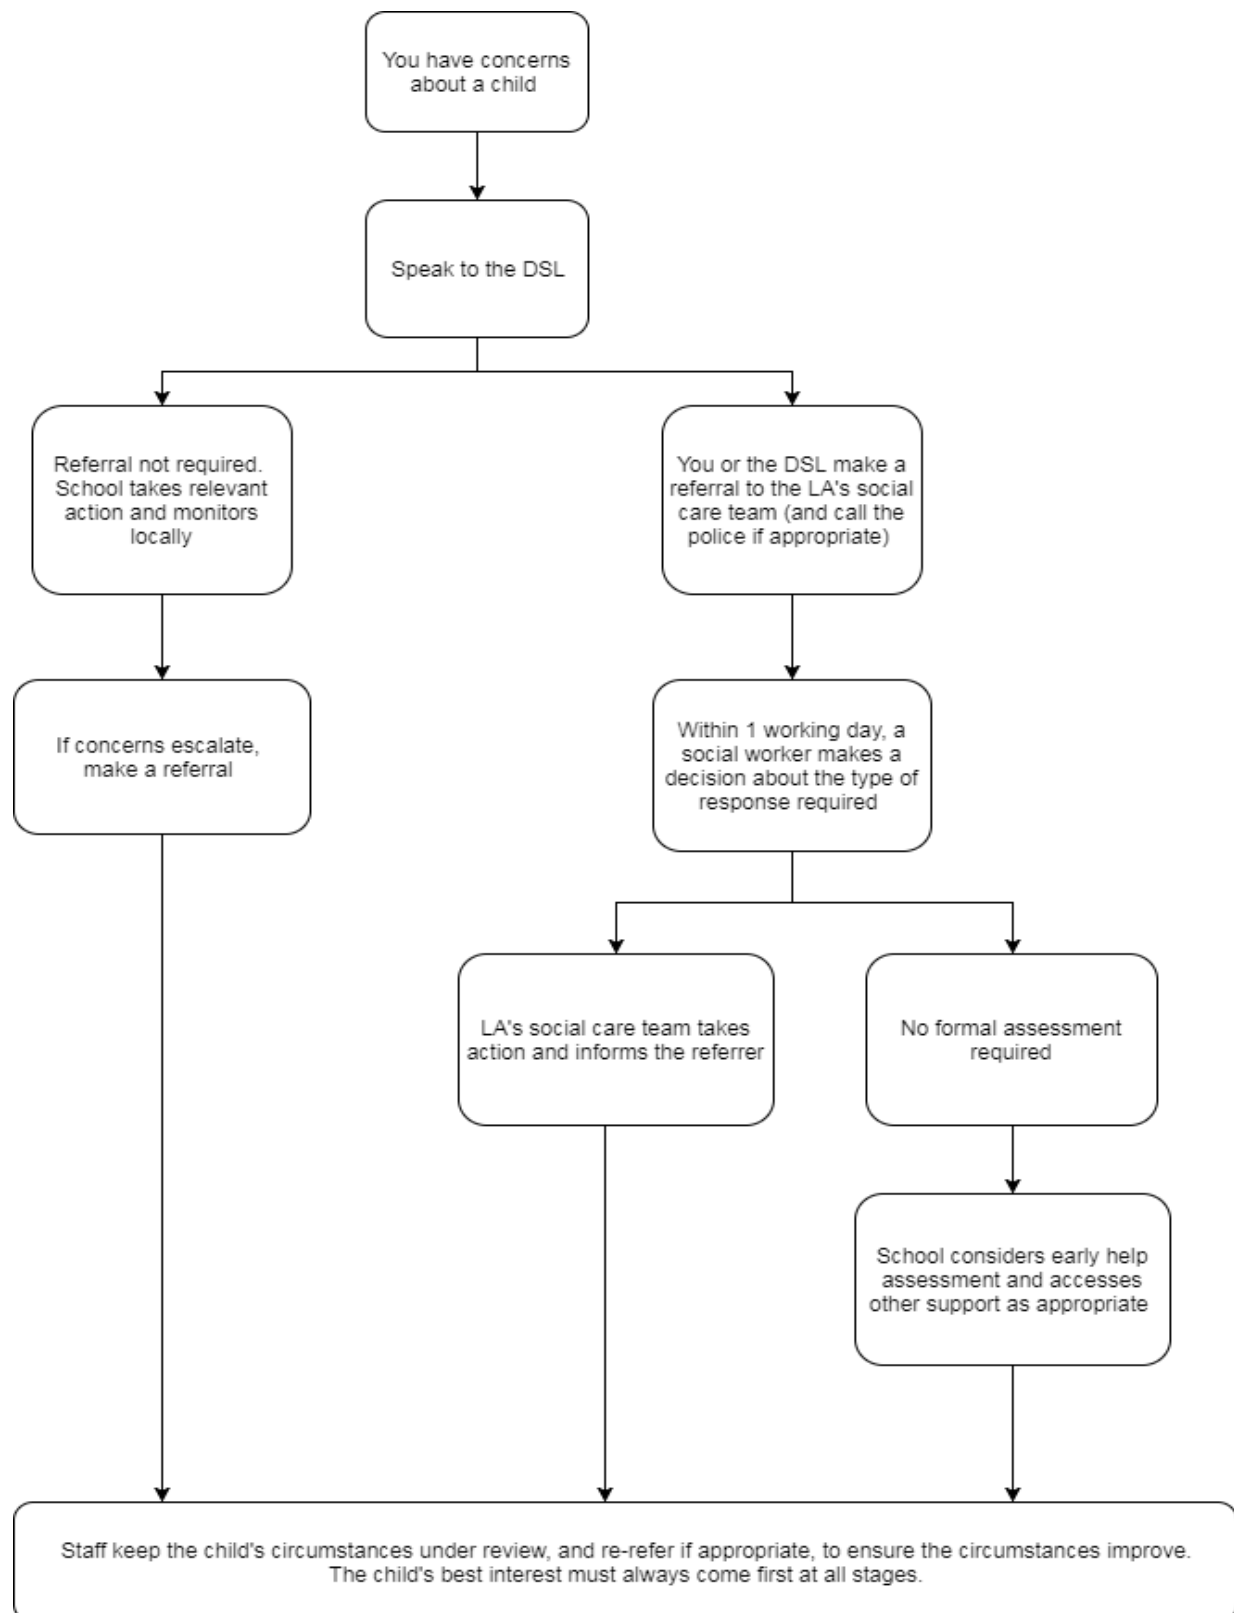 You have concerns
about a child
Speak to the DSL
Referral not required.
School takes relevant
action and monitors
locally
You or the DSL make a
referral to the LA's social
care team (and call the
police if appropriate)
If concerns escalate,
make a referral
Within 1 working day, a
social worker makes a
decision about the type of
response required
LA's social care team takes
action and informs the referrer
No formal assessment
required
School considers early help
assessment and accesses
other support as appropriate
Staff keep the child's circumstances under review, and re-refer if appropriate, to ensure the circumstances improve.
The child's best interest must always come first at all stages.